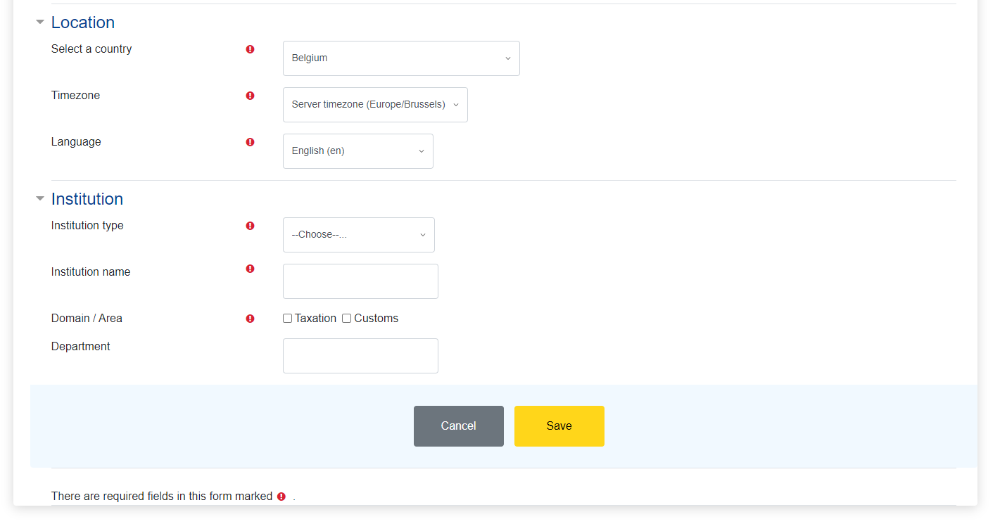 Location
Select a country
Belgium
Timezone
Server timezone (Europe/Brussels)
Language
English (en)
Institution
Institution type
--Choose--...
Institution name
Domain / Area
Taxation Customs
Department
Cancel Save
There are required fields in this form marked .